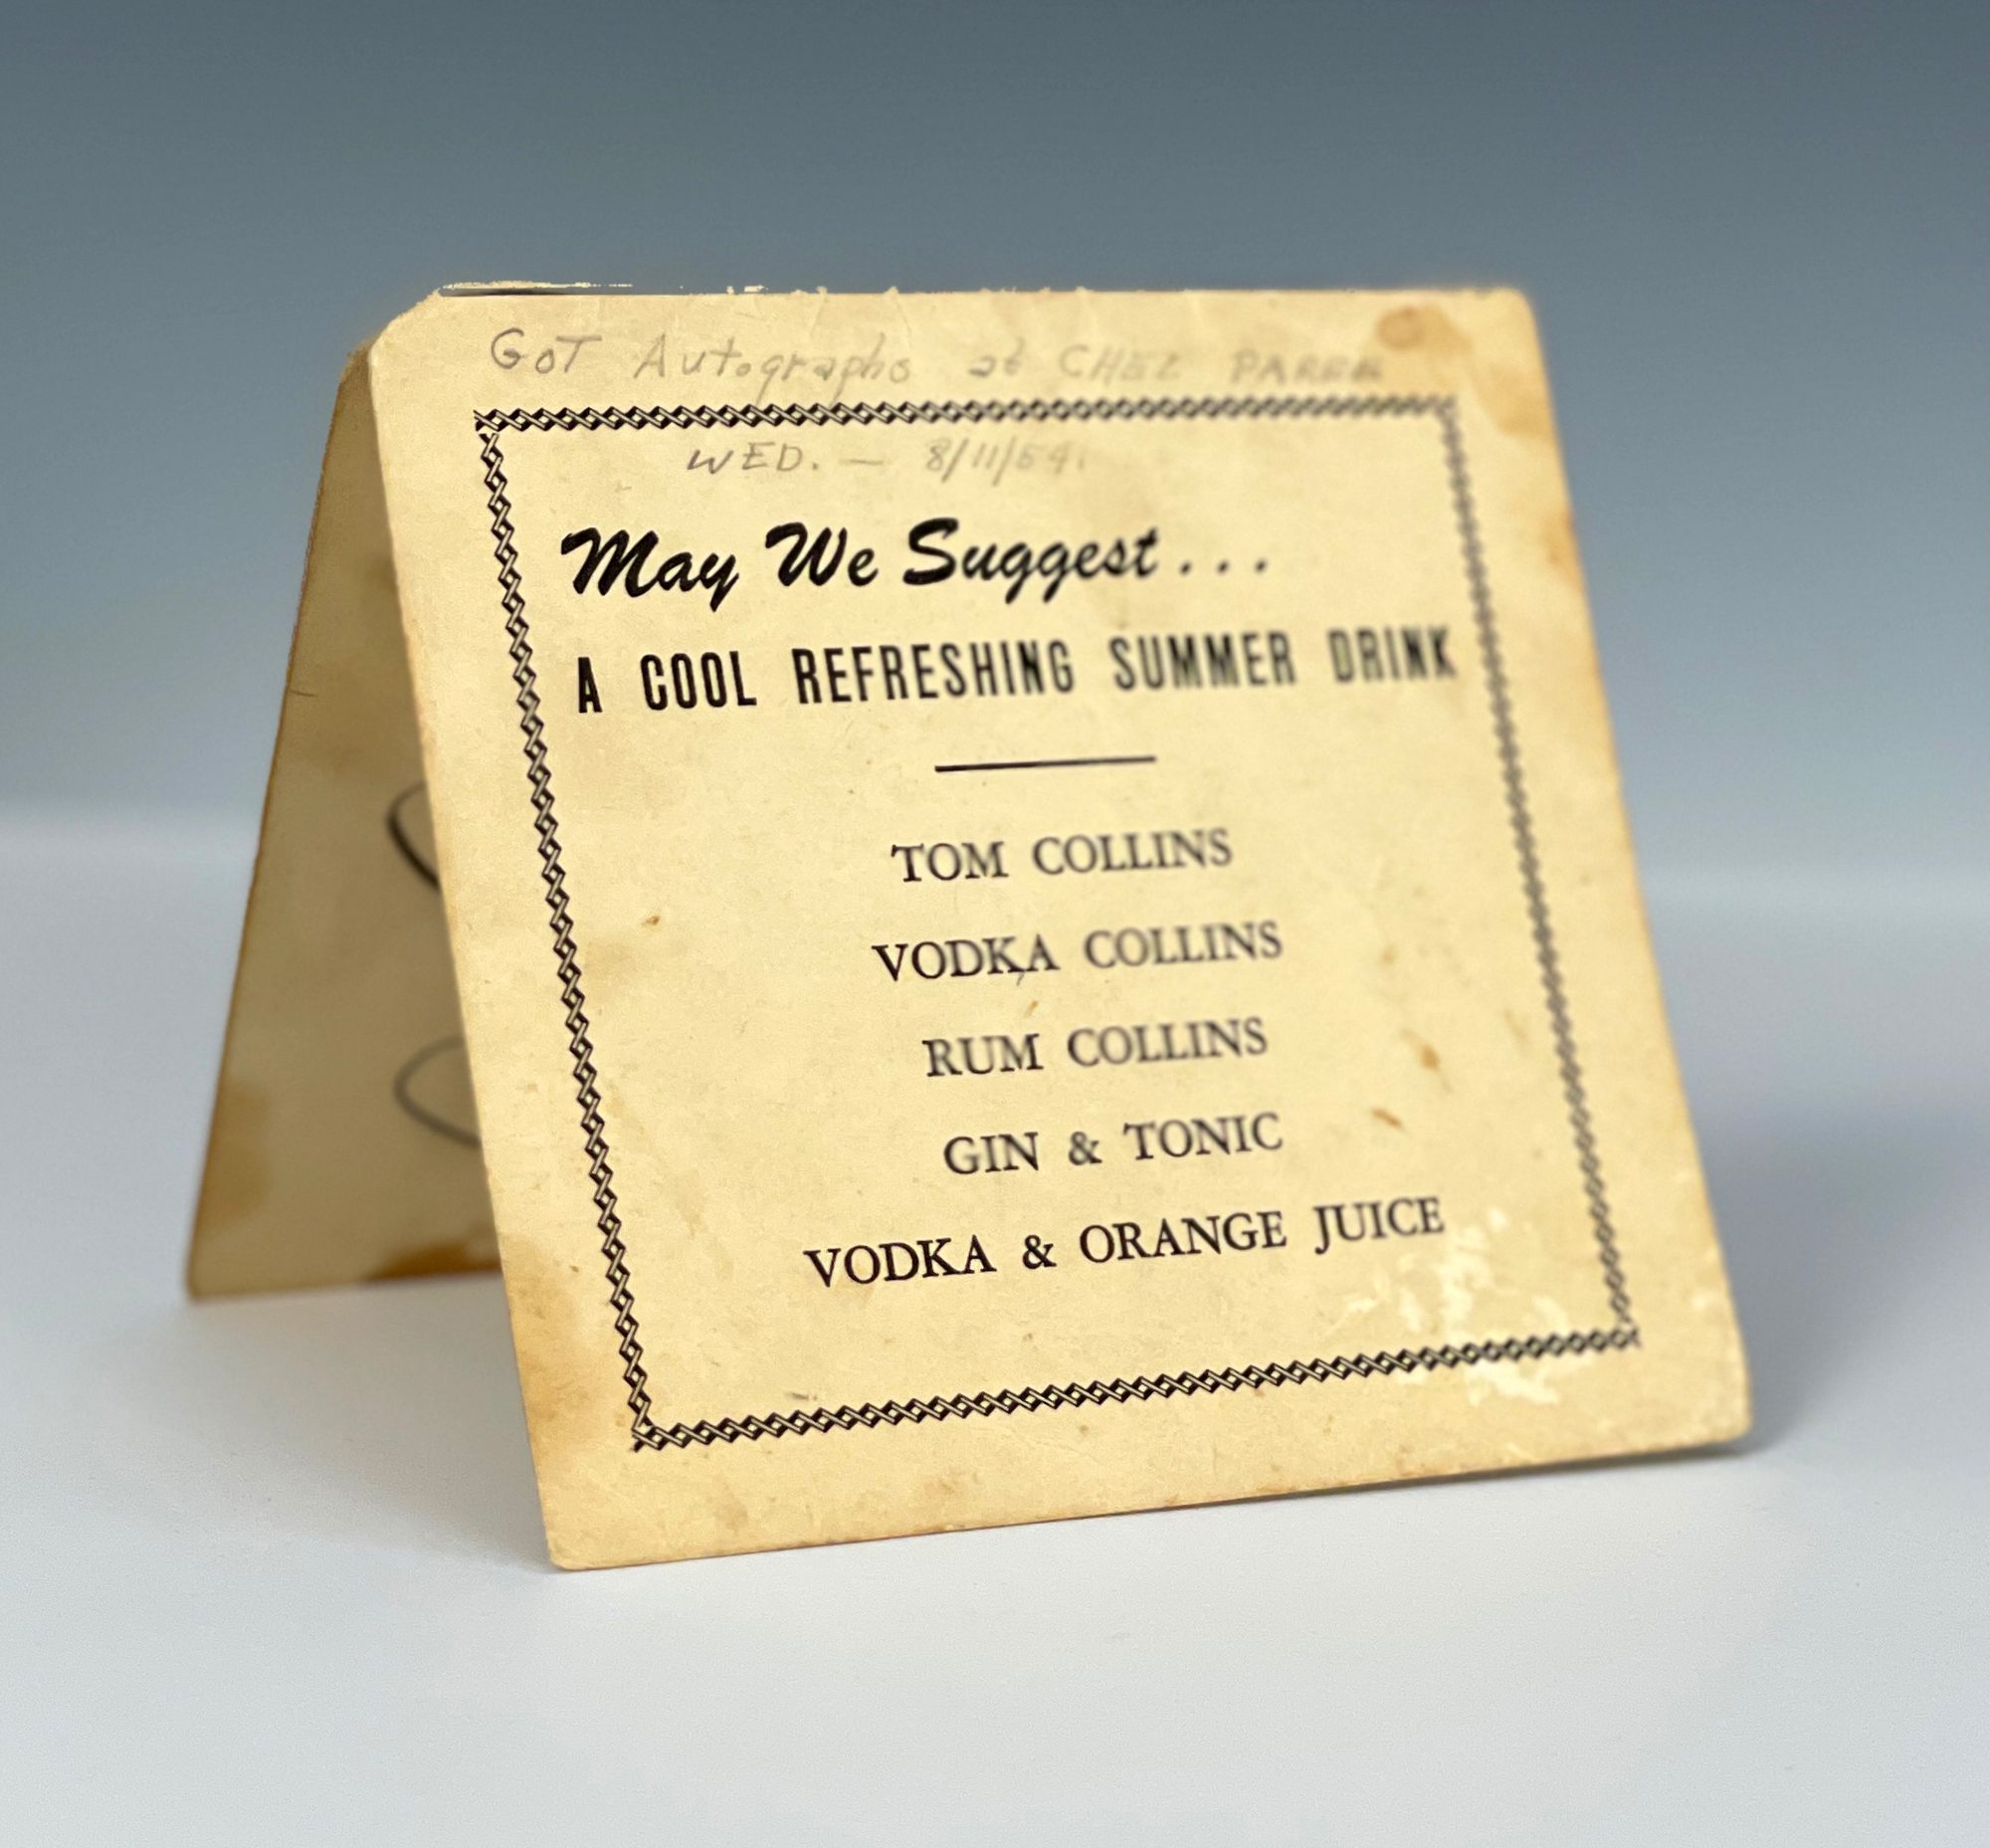 GOT Autographs at CHEZ PAREE
WED. — 8/11/54.
May We Suggest...
A COOL REFRESHING SUMMER DRINK
TOM COLLINS
VODKA COLLINS
RUM COLLINS
GIN & TONIC
VODKA & ORANGE JUICE